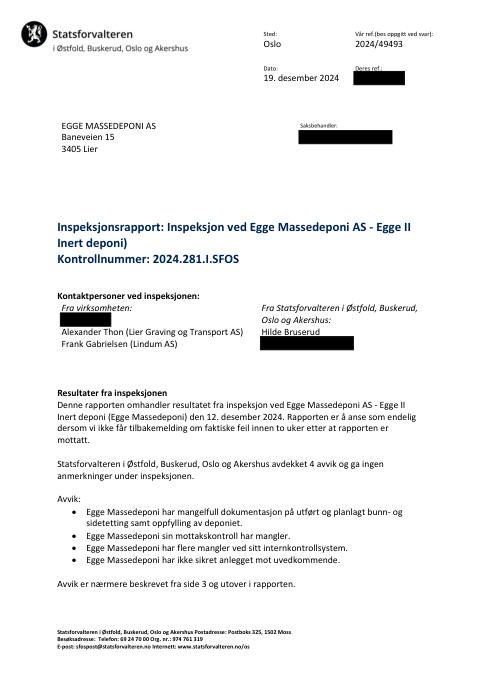 Statsforvalteren
i Østfold, Buskerud, Oslo og Akershus
Sted:
Oslo
Vår ref.(bes oppgitt ved svar):
2024/49493
Dato:
19. desember 2024
Deres ref.:
EGGE MASSEDEPONI AS
Baneveien 15
3405 Lier
Saksbehandler:
Inspeksjonsrapport: Inspeksjon ved Egge Massedeponi AS - Egge II
Inert deponi)
Kontrollnummer: 2024.281.I.SFOS
Kontaktpersoner ved inspeksjonen:
Fra virksomheten:
Alexander Thon (Lier Graving og Transport AS)
Frank Gabrielsen (Lindum AS)
Fra Statsforvalteren i Østfold, Buskerud,
Oslo og Akershus:
Hilde Bruserud
Resultater fra inspeksjonen
Denne rapporten omhandler resultatet fra inspeksjon ved Egge Massedeponi AS - Egge II
Inert deponi (Egge Massedeponi) den 12. desember 2024. Rapporten er å anse som endelig
dersom vi ikke får tilbakemelding om faktiske feil innen to uker etter at rapporten er
mottatt.
Statsforvalteren i Østfold, Buskerud, Oslo og Akershus avdekket 4 avvik og ga ingen
anmerkninger under inspeksjonen.
Avvik:
• Egge Massedeponi har mangelfull dokumentasjon på utført og planlagt bunn- og
sidetetting samt oppfylling av deponiet.
• Egge Massedeponi sin mottakskontroll har mangler.
• Egge Massedeponi har flere mangler ved sitt internkontrollsystem.
• Egge Massedeponi har ikke sikret anlegget mot uvedkommende.
Avvik er nærmere beskrevet fra side 3 og utover i rapporten.
Statsforvalteren i Østfold, Buskerud, Oslo og Akershus Postadresse: Postboks 325, 1502 Moss
Besøksadresse: Telefon: 69 24 70 00 Org. nr.: 974 761 319
E-post: sfospost@statsforvalteren.no Internett: www.statsforvalteren.no/os